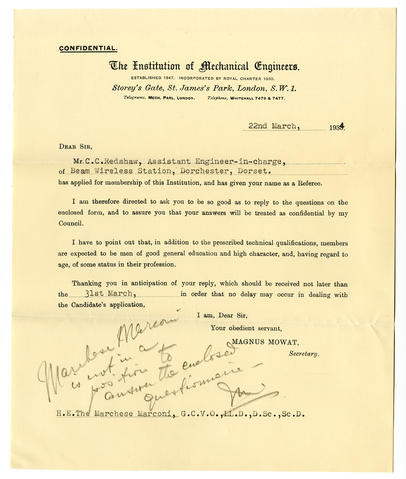 CONFIDENTIAL.
The Institution of Mechanical Engineers.
ESTABLISHED 1847. INCORPORATED BY ROYAL CHARTER 1930.
Storey's Gate, St. James's Park, London, S.W. 1.
Telegrams, MECH. PARL, LONDON. Telephone, WHITEHALL 7476 & 7477.
22nd March, 1934.
DEAR SIR,
Mr. C.C.Redshaw, Assistant Engineer-in-charge,
of Beam Wireless Station, Dorchester, Dorset.
has applied for membership of this Institution, and has given your name as a Referee.
I am therefore directed to ask you to be so good as to reply to the questions on the
enclosed form, and to assure you that your answers will be treated as confidential by my
Council.
I have to point out that, in addition to the prescribed technical qualifications, members
are expected to be men of good general education and high character, and, having regard to
age, of some status in their profession.
Thanking you in anticipation of your reply, which should be received not later than
the 31st March, in order that no delay may occur in dealing with
the Candidate's application,
I am, Dear Sir,
Your obedient servant,
MAGNUS MOWAT,
Secretary.
Marchese Marconi
is not in a
position to
answer the enclosed
questionnaire -
H.E.The Marchese Marconi, G.C.V.O.,LL.D.,D.Sc.,Sc.D.